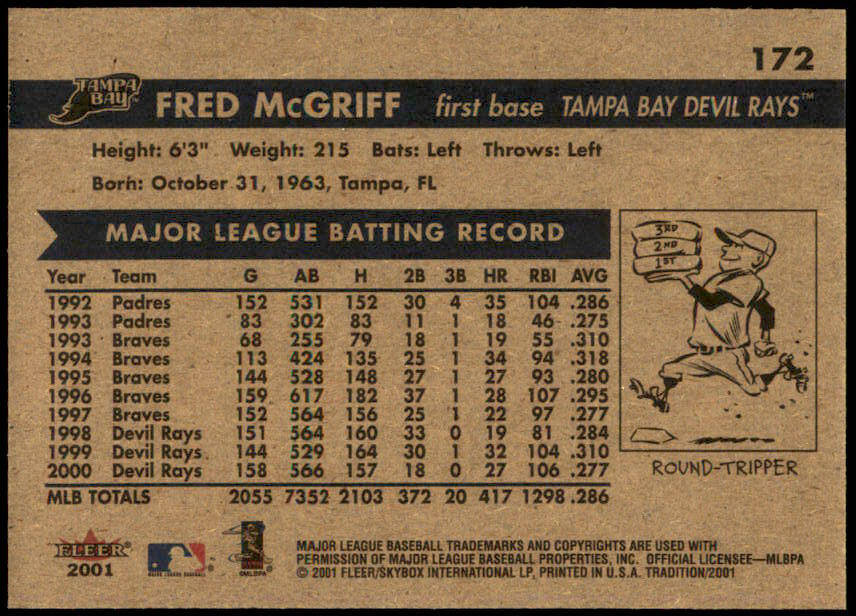 172
TAMPA BAY™ FRED McGRIFF first base TAMPA BAY DEVIL RAYS™
Height: 6'3" Weight: 215 Bats: Left Throws: Left
Born: October 31, 1963, Tampa, FL
MAJOR LEAGUE BATTING RECORD
Year Team G AB H 2B 3B HR RBI AVG
1992 Padres 152 531 152 30 4 35 104 .286
1993 Padres 83 302 83 11 1 18 46 .275
1993 Braves 68 255 79 18 1 19 55 .310
1994 Braves 113 424 135 25 1 34 94 .318
1995 Braves 144 528 148 27 1 27 93 .280
1996 Braves 159 617 182 37 1 28 107 .295
1997 Braves 152 564 156 25 1 22 97 .277
1998 Devil Rays 151 564 160 33 0 19 81 .284
1999 Devil Rays 144 529 164 30 1 32 104 .310
2000 Devil Rays 158 566 157 18 0 27 106 .277
MLB TOTALS 2055 7352 2103 372 20 417 1298 .286
3RD
2ND
1ST
ROUND-TRIPPER
FLEER®
2001
MAJOR LEAGUE BASEBALL
©MLBPA
MAJOR LEAGUE BASEBALL TRADEMARKS AND COPYRIGHTS ARE USED WITH
PERMISSION OF MAJOR LEAGUE BASEBALL PROPERTIES, INC. OFFICIAL LICENSEE—MLBPA
© 2001 FLEER/SKYBOX INTERNATIONAL LP, PRINTED IN U.S.A. TRADITION/2001